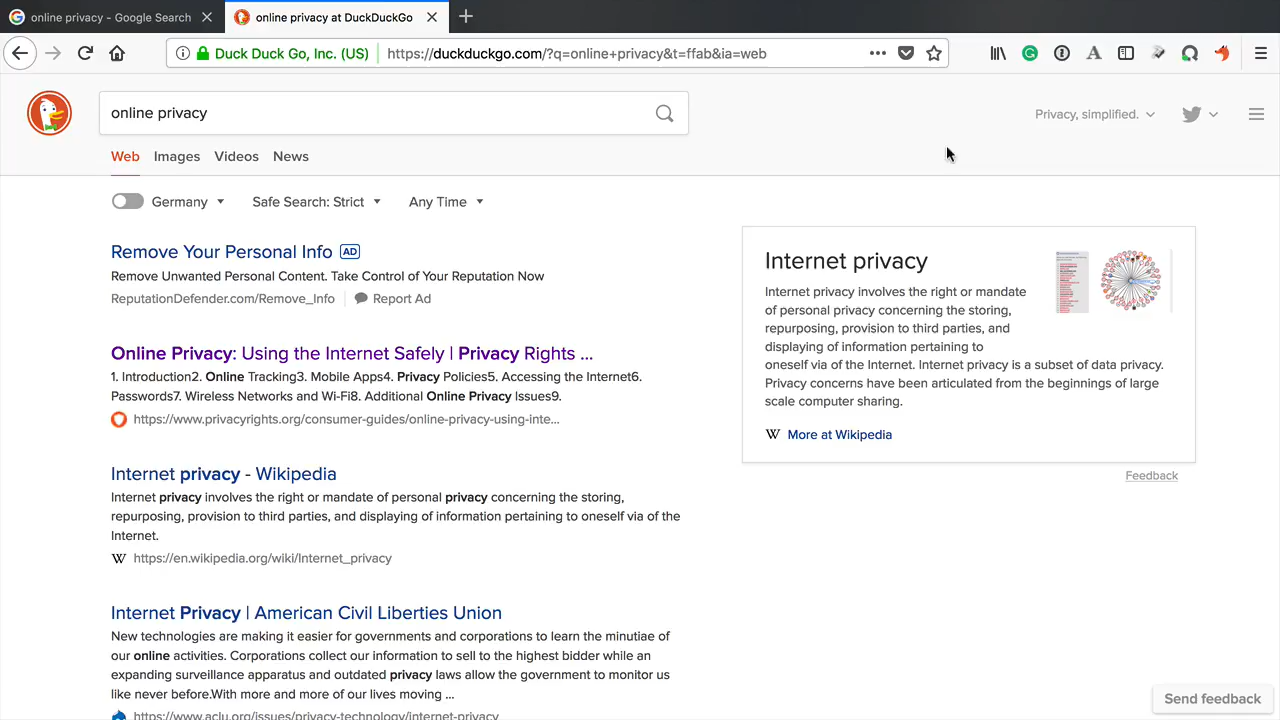 online privacy - Google Search
online privacy at DuckDuckGo
Duck Duck Go, Inc. (US)
https://duckduckgo.com/?q=online+privacy&t=ffab&ia=web
online privacy
Privacy, simplified.
Web Images Videos News
Germany Safe Search: Strict Any Time
Remove Your Personal Info AD
Remove Unwanted Personal Content. Take Control of Your Reputation Now
ReputationDefender.com/Remove_Info Report Ad
Online Privacy: Using the Internet Safely | Privacy Rights ...
1. Introduction2. Online Tracking3. Mobile Apps4. Privacy Policies5. Accessing the Internet6.
Passwords7. Wireless Networks and Wi-Fi8. Additional Online Privacy Issues9.
https://www.privacyrights.org/consumer-guides/online-privacy-using-inte...
Internet privacy - Wikipedia
Internet privacy involves the right or mandate of personal privacy concerning the storing,
repurposing, provision to third parties, and displaying of information pertaining to oneself via of the
Internet.
W https://en.wikipedia.org/wiki/Internet_privacy
Internet Privacy | American Civil Liberties Union
New technologies are making it easier for governments and corporations to learn the minutiae of
our online activities. Corporations collect our information to sell to the highest bidder while an
expanding surveillance apparatus and outdated privacy laws allow the government to monitor us
like never before.With more and more of our lives moving ...
https://www.aclu.org/issues/privacy-technology/internet-privacy
Internet privacy
Internet privacy involves the right or mandate
of personal privacy concerning the storing,
repurposing, provision to third parties, and
displaying of information pertaining to
oneself via of the Internet. Internet privacy is a subset of data privacy.
Privacy concerns have been articulated from the beginnings of large
scale computer sharing.
W More at Wikipedia
Feedback
Send feedback